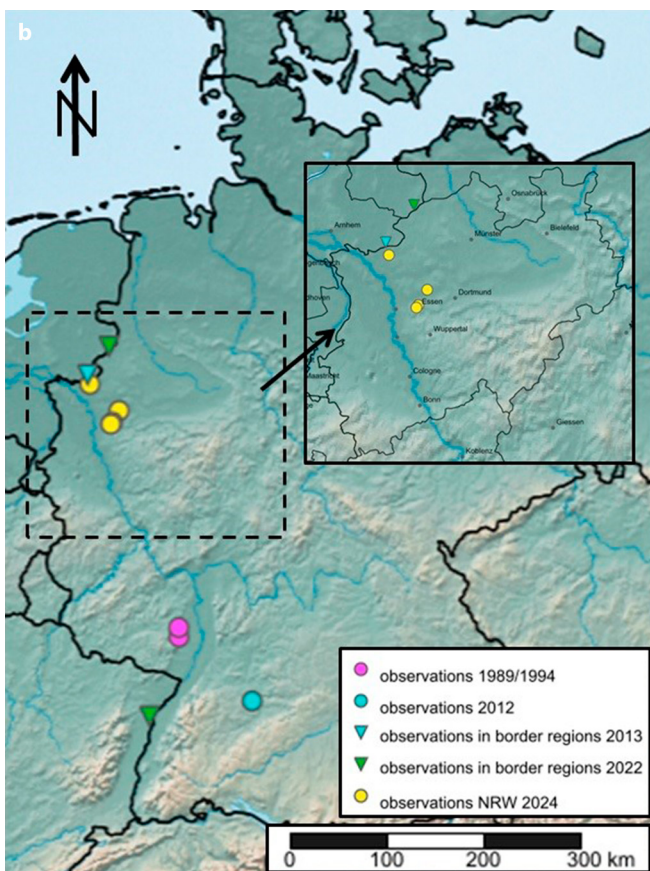 b
N
Osnabrück
Arnhem
Münster
Bielefeld
Dortmund
Essen
Wuppertal
Cologne
Maastricht
Bonn
Giessen
Koblenz
observations 1989/1994
observations 2012
observations in border regions 2013
observations in border regions 2022
observations NRW 2024
0 100 200 300 km